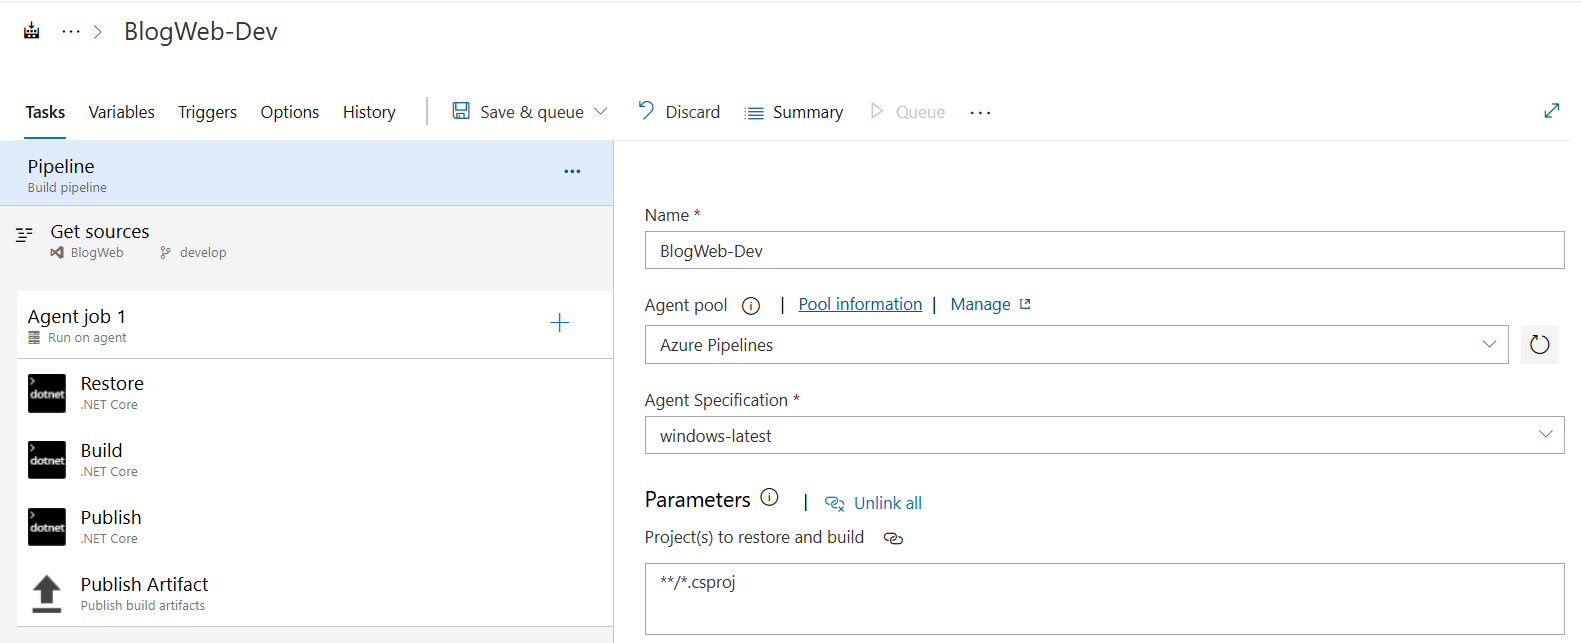 ··· > BlogWeb-Dev
Tasks Variables Triggers Options History Save & queue Discard Summary Queue ···
Pipeline ···
Build pipeline
Get sources
BlogWeb develop
Agent job 1
Run on agent
dotnet Restore
.NET Core
dotnet Build
.NET Core
dotnet Publish
.NET Core
Publish Artifact
Publish build artifacts
Name *
BlogWeb-Dev
Agent pool | Pool information | Manage
Azure Pipelines
Agent Specification *
windows-latest
Parameters | Unlink all
Project(s) to restore and build
**/*.csproj